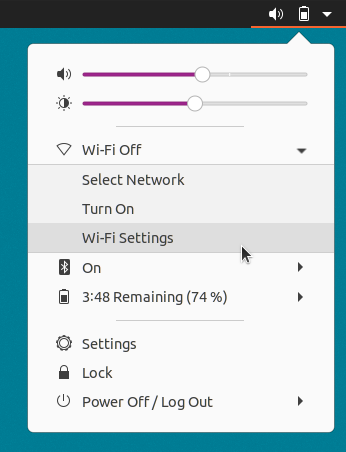 Wi-Fi Off
Select Network
Turn On
Wi-Fi Settings
On
3:48 Remaining (74 %)
Settings
Lock
Power Off / Log Out